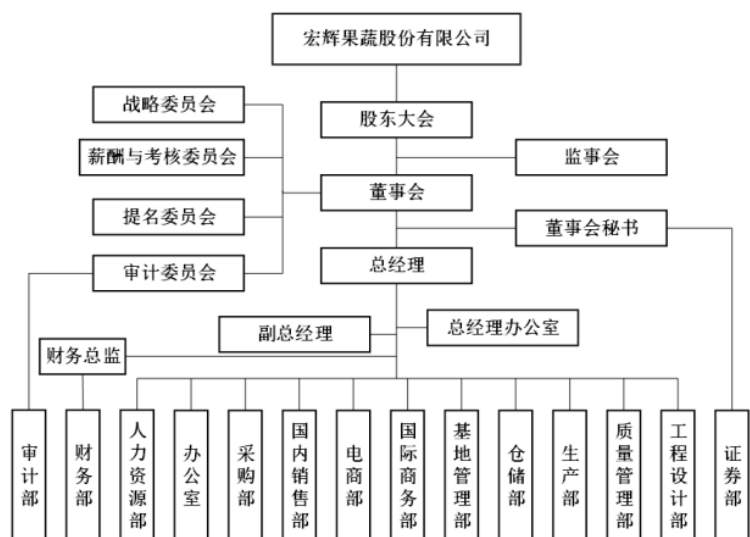 宏辉果蔬股份有限公司
战略委员会
股东大会
薪酬与考核委员会
监事会
董事会
提名委员会
董事会秘书
审计委员会
总经理
副总经理
总经理办公室
财务总监
审计部
财务部
人力资源部
办公室
采购部
国内销售部
电商部
国际商务部
基地管理部
仓储部
生产部
质量管理部
工程设计部
证券部